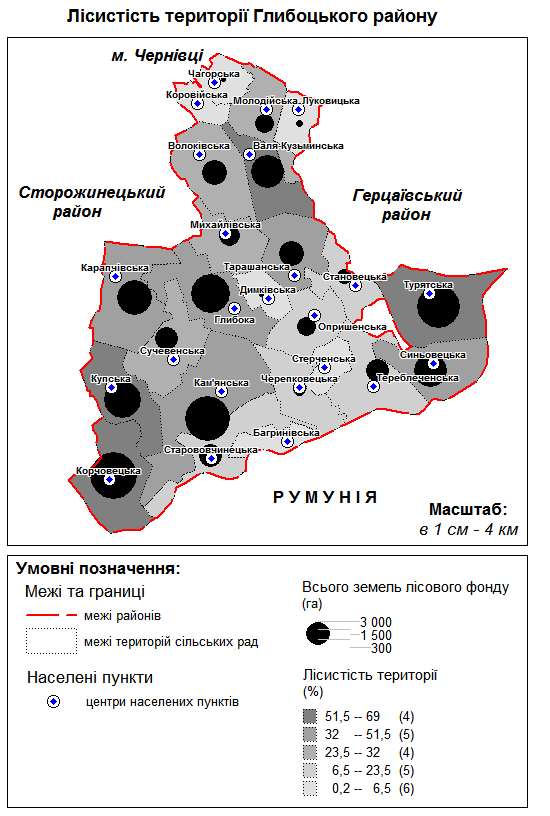 Лісистість території Глибоцького району
м. Чернівці
Чагорська
Коровійська
Молодійська
Луковицька
Волоківська
Валя-Кузьминська
Сторожинецький
район
Герцаївський
район
Михайлівська
Карапчівська
Тарашанська
Становецька
Димківська
Турятська
Глибока
Опришенська
Сучевенська
Стерченська
Синьовецька
Купська
Кам'янська
Черепковецька
Тереблеченська
Багринівська
Старововчинецька
Корчовецька
РУМУНІЯ
Масштаб:
в 1 см - 4 км
Умовні позначення:
Межі та границі
межі районів
межі територій сільських рад
Населені пункти
центри населених пунктів
Всього земель лісового фонду
(га)
3 000
1 500
300
Лісистість території
(%)
51,5 -- 69 (4)
32 -- 51,5 (5)
23,5 -- 32 (4)
6,5 -- 23,5 (5)
0,2 -- 6,5 (6)